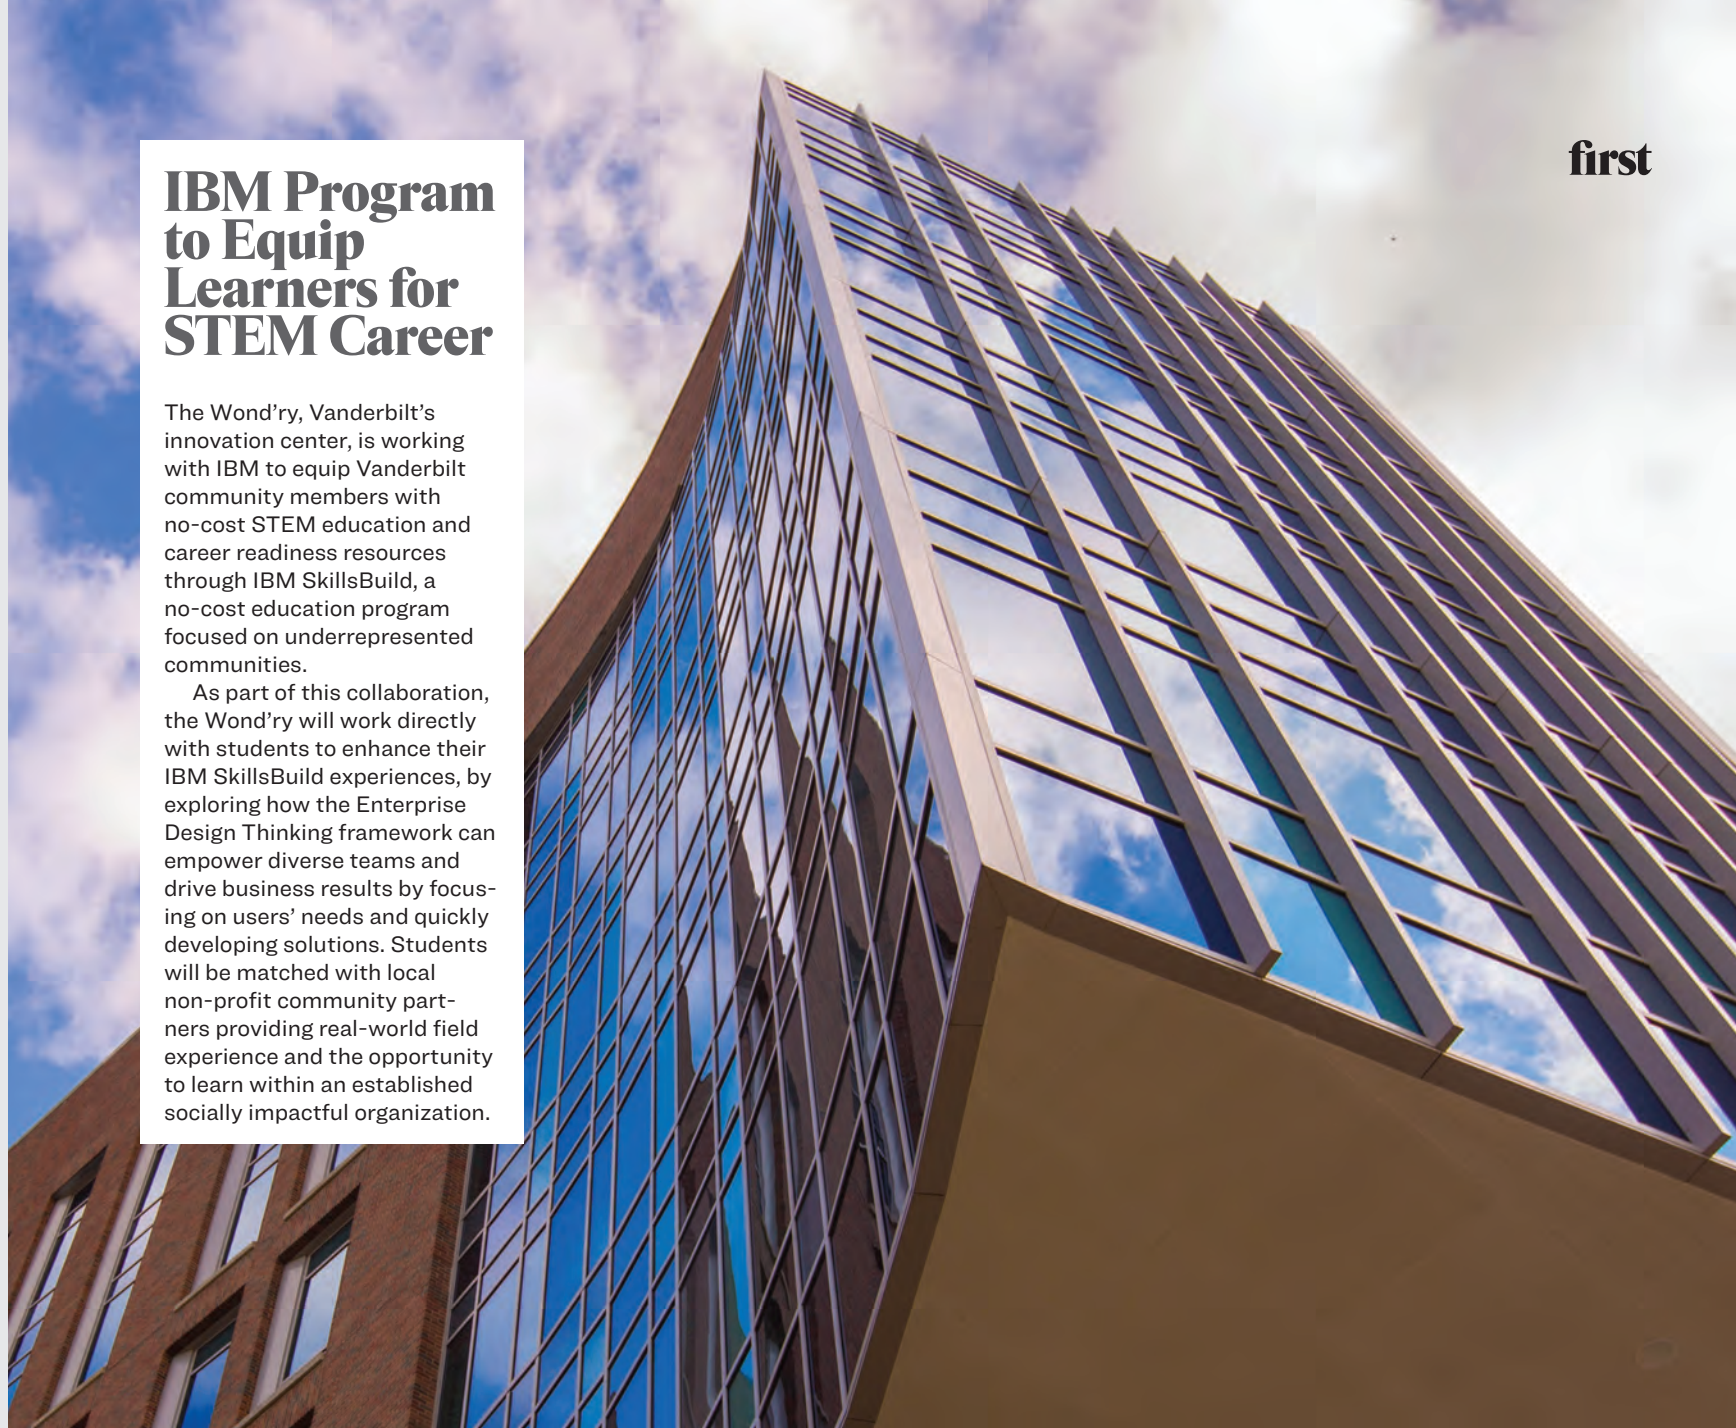 first
IBM Program
to Equip
Learners for
STEM Career
The Wond’ry, Vanderbilt’s
innovation center, is working
with IBM to equip Vanderbilt
community members with
no-cost STEM education and
career readiness resources
through IBM SkillsBuild, a
no-cost education program
focused on underrepresented
communities.
As part of this collaboration,
the Wond’ry will work directly
with students to enhance their
IBM SkillsBuild experiences, by
exploring how the Enterprise
Design Thinking framework can
empower diverse teams and
drive business results by focus-
ing on users’ needs and quickly
developing solutions. Students
will be matched with local
non-profit community part-
ners providing real-world field
experience and the opportunity
to learn within an established
socially impactful organization.